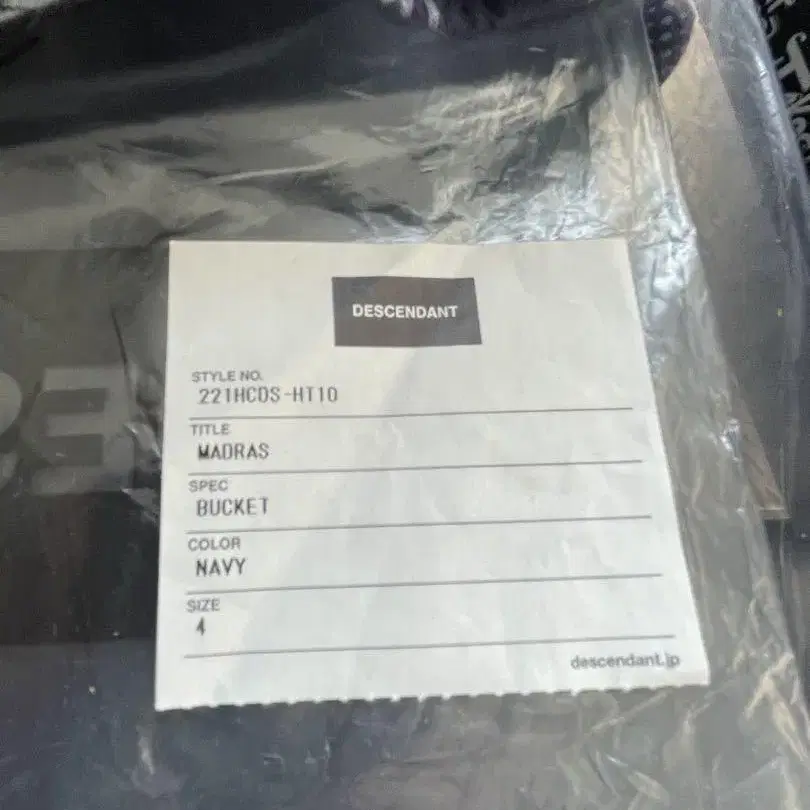 DESCENDANT
STYLE NO.
221HCDS-HT10
TITLE
MADRAS
SPEC
BUCKET
COLOR
NAVY
SIZE
4
descendant.jp